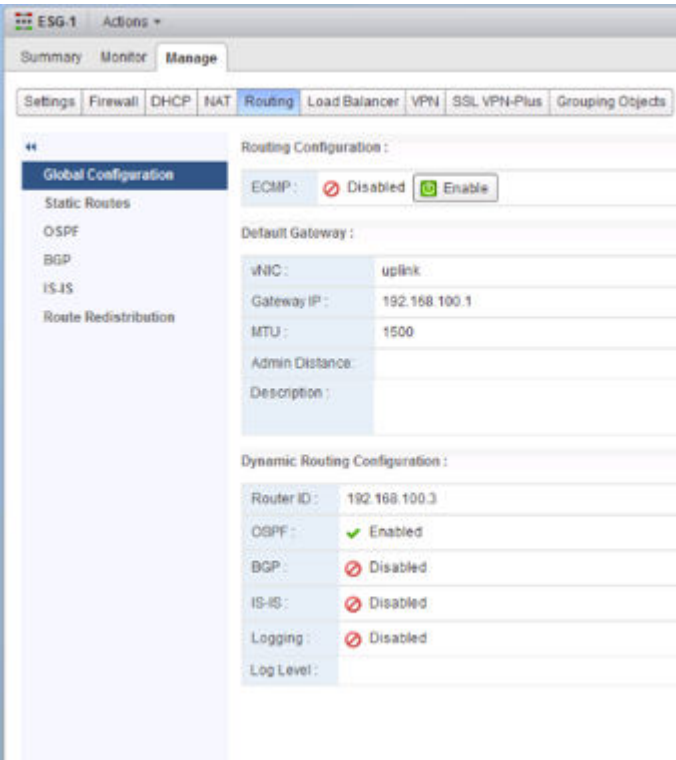 ESG-1 Actions
Summary Monitor Manage
Settings Firewall DHCP NAT Routing Load Balancer VPN SSL VPN-Plus Grouping Objects
Global Configuration
Static Routes
OSPF
BGP
IS-IS
Route Redistribution
Routing Configuration :
ECMP : Disabled Enable
Default Gateway :
vNIC : uplink
Gateway IP : 192.168.100.1
MTU : 1500
Admin Distance:
Description :
Dynamic Routing Configuration :
Router ID : 192.168.100.3
OSPF : Enabled
BGP : Disabled
IS-IS : Disabled
Logging : Disabled
Log Level :